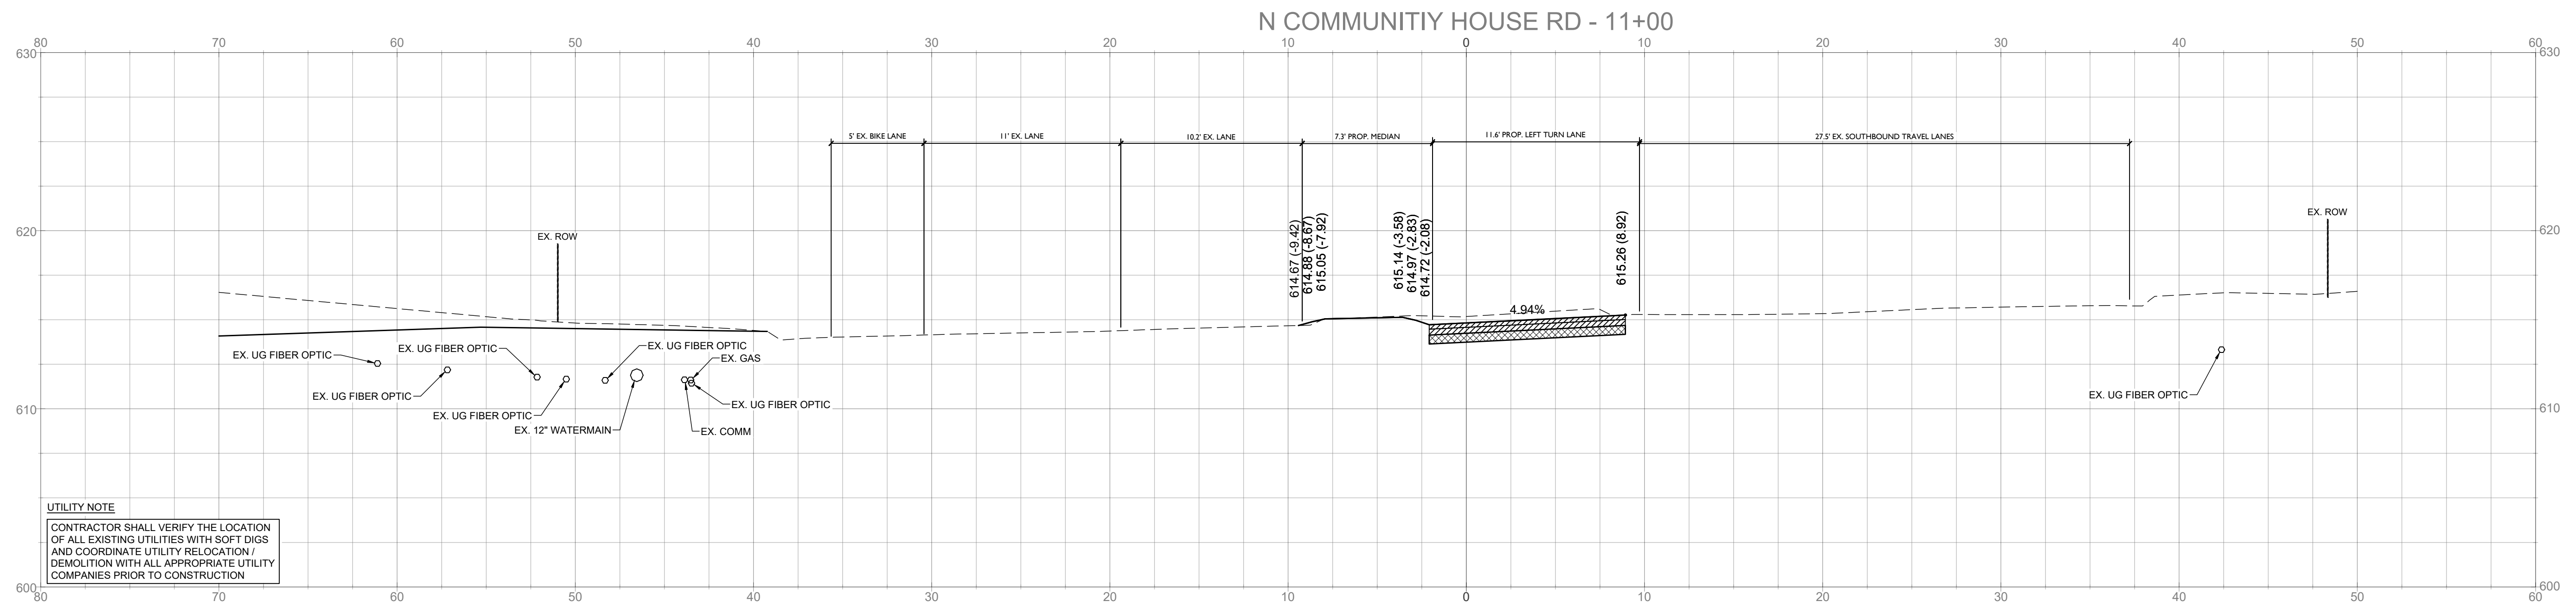 N COMMUNITIY HOUSE RD - 11+00
80 70 60 50 40 30 20 10 0 10 20 30 40 50 60
630 630
5' EX. BIKE LANE
11' EX. LANE
10.2' EX. LANE
7.3' PROP. MEDIAN
11.6' PROP. LEFT TURN LANE
27.5' EX. SOUTHBOUND TRAVEL LANES
620 620
EX. ROW
614.67 (-9.42)
614.88 (-8.67)
615.05 (-7.92)
615.14 (-3.58)
614.97 (-2.83)
614.72 (-2.08)
615.26 (8.92)
EX. ROW
4.94%
EX. UG FIBER OPTIC
EX. UG FIBER OPTIC
EX. UG FIBER OPTIC
EX. GAS
EX. UG FIBER OPTIC
EX. UG FIBER OPTIC
EX. UG FIBER OPTIC
EX. 12" WATERMAIN
EX. COMM
EX. UG FIBER OPTIC
610 610
UTILITY NOTE
CONTRACTOR SHALL VERIFY THE LOCATION
OF ALL EXISTING UTILITIES WITH SOFT DIGS
AND COORDINATE UTILITY RELOCATION /
DEMOLITION WITH ALL APPROPRIATE UTILITY
COMPANIES PRIOR TO CONSTRUCTION
600 600
80 70 60 50 40 30 20 10 0 10 20 30 40 50 60